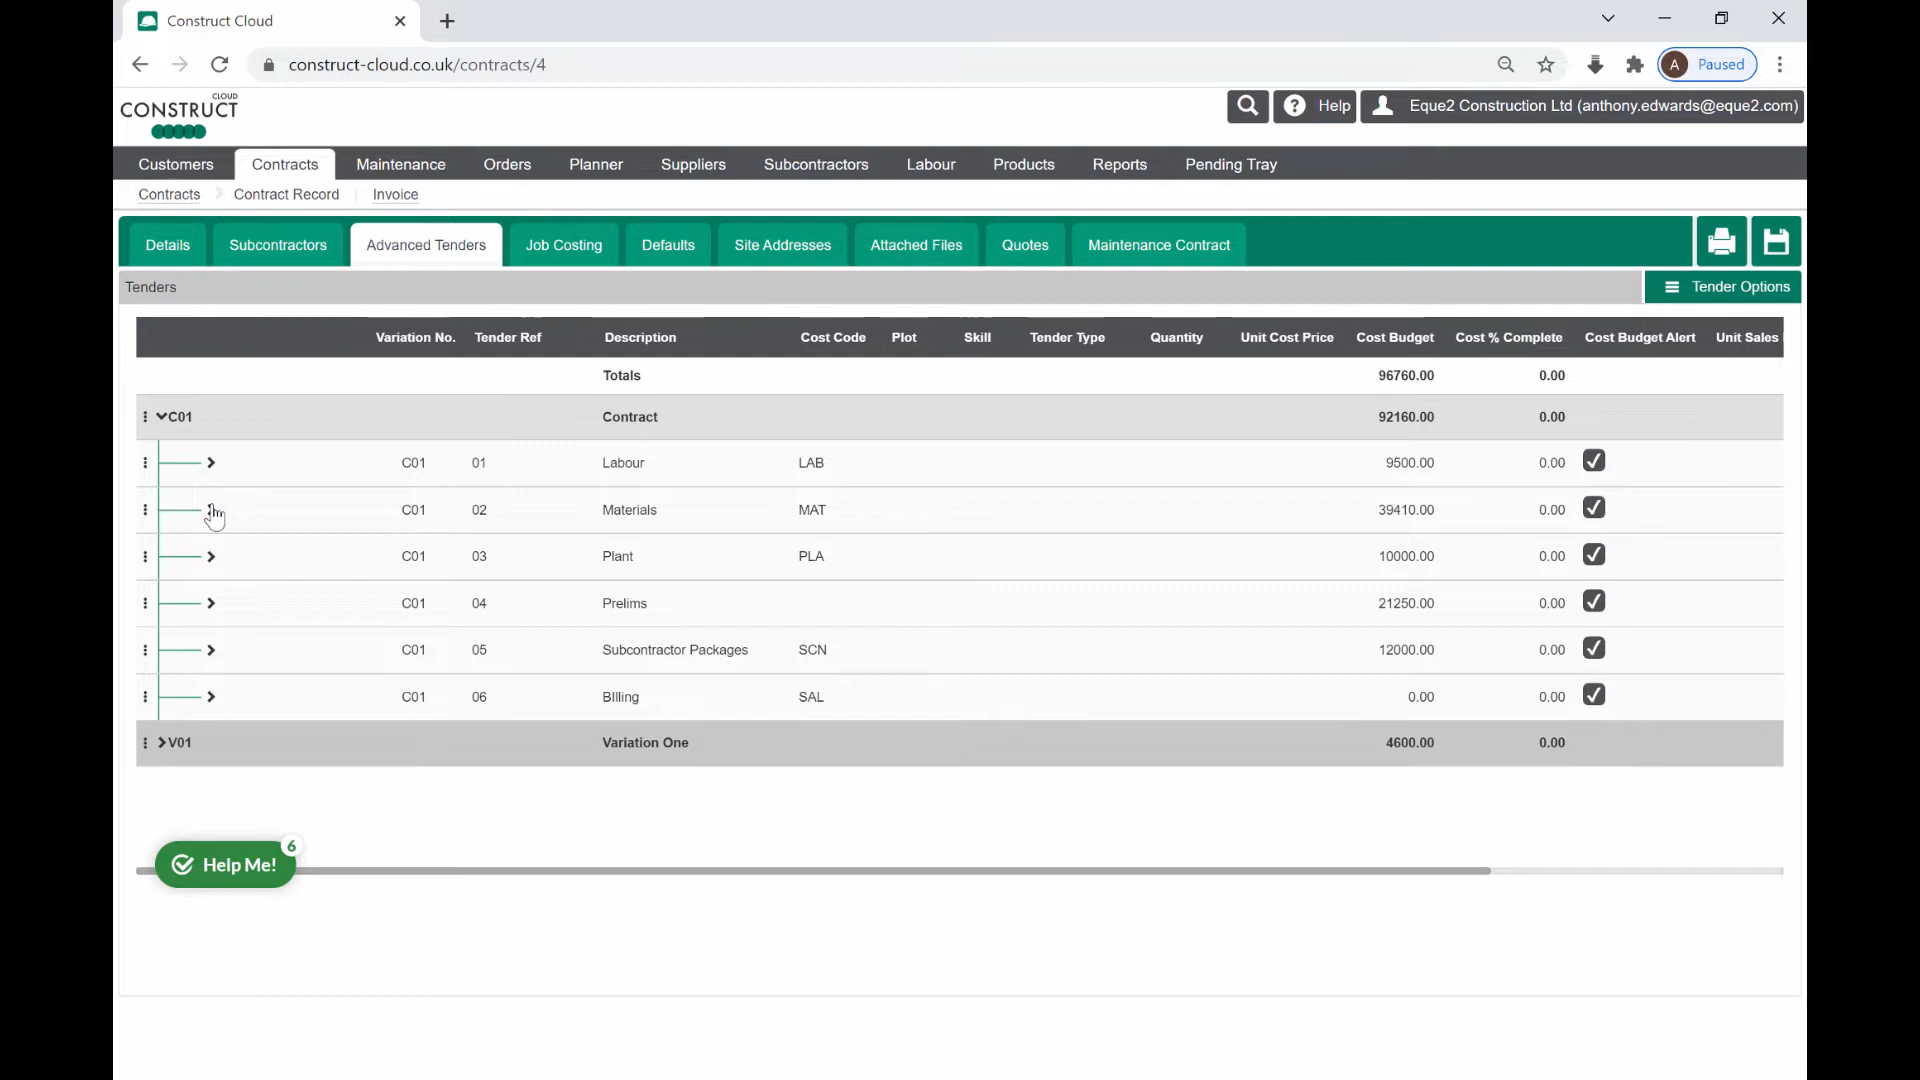 Construct Cloud
construct-cloud.co.uk/contracts/4
A Paused
CLOUD
CONSTRUCT
? Help
Eque2 Construction Ltd (anthony.edwards@eque2.com)
Customers Contracts Maintenance Orders Planner Suppliers Subcontractors Labour Products Reports Pending Tray
Contracts Contract Record Invoice
Details Subcontractors Advanced Tenders Job Costing Defaults Site Addresses Attached Files Quotes Maintenance Contract
Tenders Tender Options
Variation No. Tender Ref Description Cost Code Plot Skill Tender Type Quantity Unit Cost Price Cost Budget Cost % Complete Cost Budget Alert Unit Sales
Totals 96760.00 0.00
C01 Contract 92160.00 0.00
C01 01 Labour LAB 9500.00 0.00
C01 02 Materials MAT 39410.00 0.00
C01 03 Plant PLA 10000.00 0.00
C01 04 Prelims 21250.00 0.00
C01 05 Subcontractor Packages SCN 12000.00 0.00
C01 06 BIlling SAL 0.00 0.00
V01 Variation One 4600.00 0.00
6
Help Me!